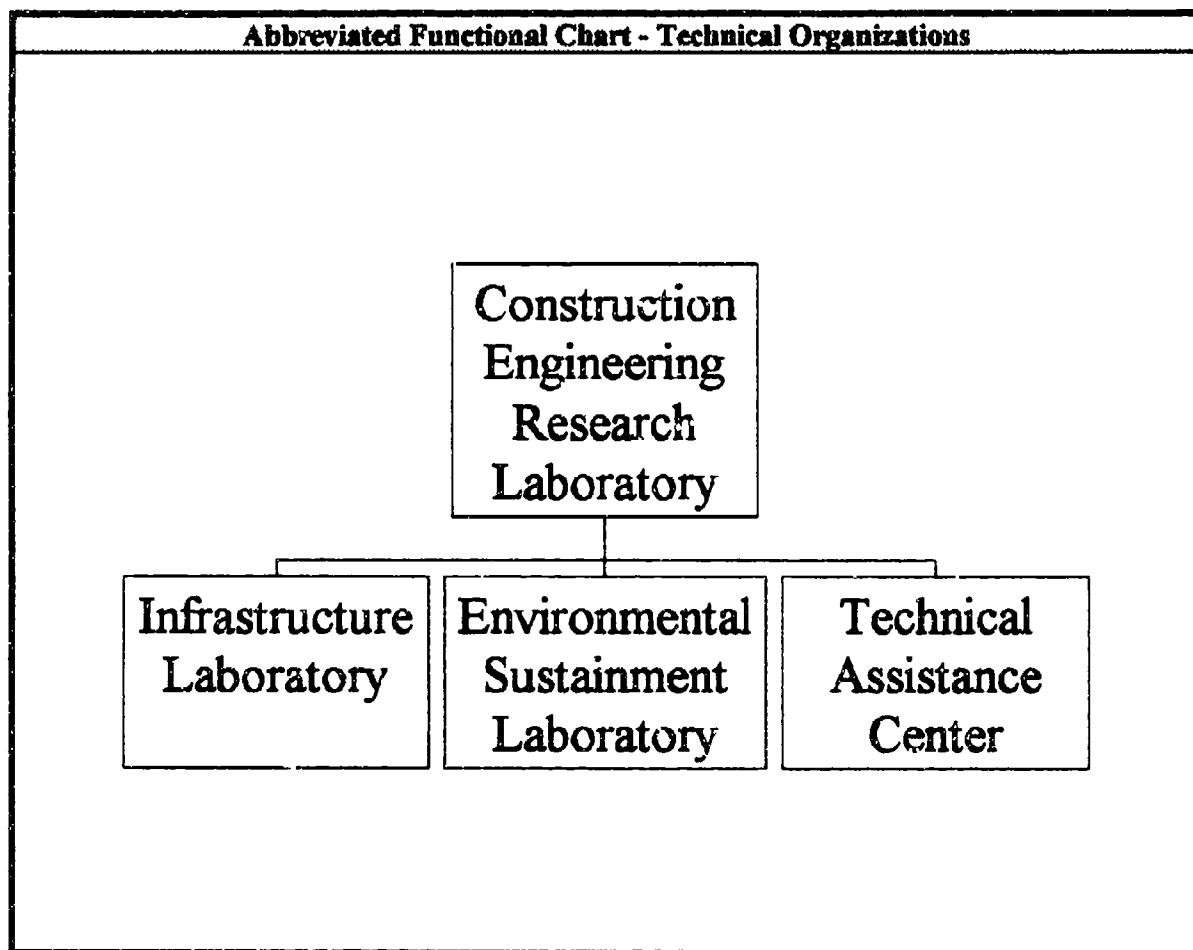 Abbreviated Functional Chart - Technical Organizations
Construction
Engineering
Research
Laboratory
Infrastructure
Laboratory
Environmental
Sustainment
Laboratory
Technical
Assistance
Center